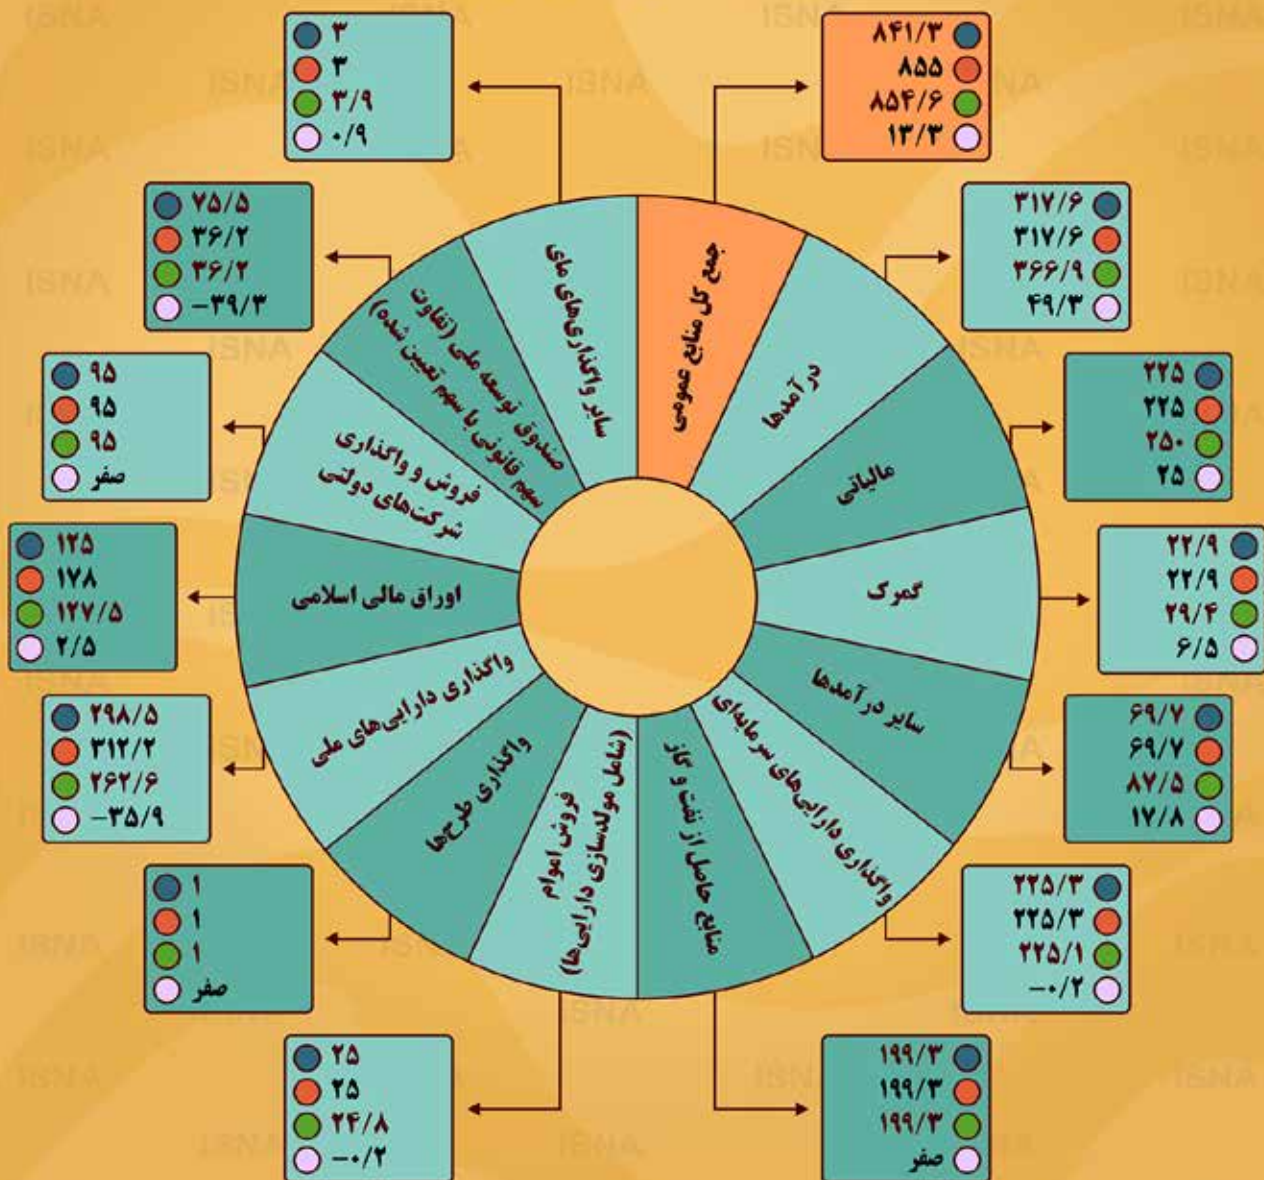 جمع کل منابع عمومی
۸۴۱/۳
۸۵۵
۸۵۴/۶
۱۳/۳
درآمدها
۳۱۷/۶
۳۱۷/۶
۳۶۶/۹
۴۹/۳
مالیاتی
۲۲۵
۲۲۵
۲۵۰
۲۵
گمرک
۲۲/۹
۲۲/۹
۲۹/۴
۶/۵
سایر درآمدها
۶۹/۷
۶۹/۷
۸۷/۵
۱۷/۸
واگذاری دارایی‌های سرمایه‌ای
۲۲۵/۳
۲۲۵/۳
۲۲۵/۱
-۰/۲
منابع حاصل از نفت و گاز
۱۹۹/۳
۱۹۹/۳
۱۹۹/۳
صفر
فروش اموام
(شامل مولدسازی دارایی‌ها)
۲۵
۲۵
۲۴/۸
-۰/۲
واگذاری طرح‌ها
۱
۱
۱
صفر
واگذاری دارایی‌های ملی
۲۹۸/۵
۳۱۲/۲
۲۶۲/۶
-۳۵/۹
اوراق مالی اسلامی
۱۲۵
۱۷۸
۱۲۷/۵
۲/۵
فروش و واگذاری
شرکت‌های دولتی
۹۵
۹۵
۹۵
صفر
صندوق توسعه ملی (تفاوت
سهم قانونی با سهم تعیین شده)
۷۵/۵
۳۶/۲
۳۶/۲
-۳۹/۳
سایر واگذاری‌های مای
۳
۳
۳/۹
۰/۹
ISNA